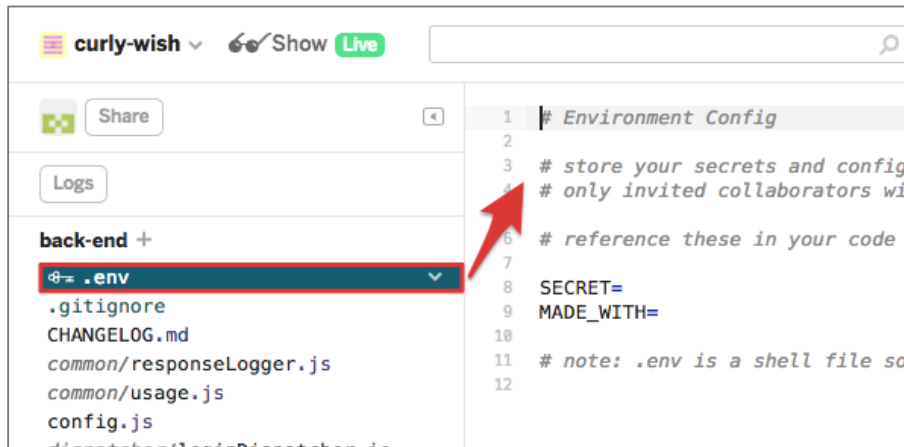 curly-wish Show Live
Share
Logs
back-end +
.env
.gitignore
CHANGELOG.md
common/responseLogger.js
common/usage.js
config.js
1 # Environment Config
2
3 # store your secrets and config
4 # only invited collaborators wi
6 # reference these in your code
7
8 SECRET=
9 MADE_WITH=
10
11 # note: .env is a shell file so
12